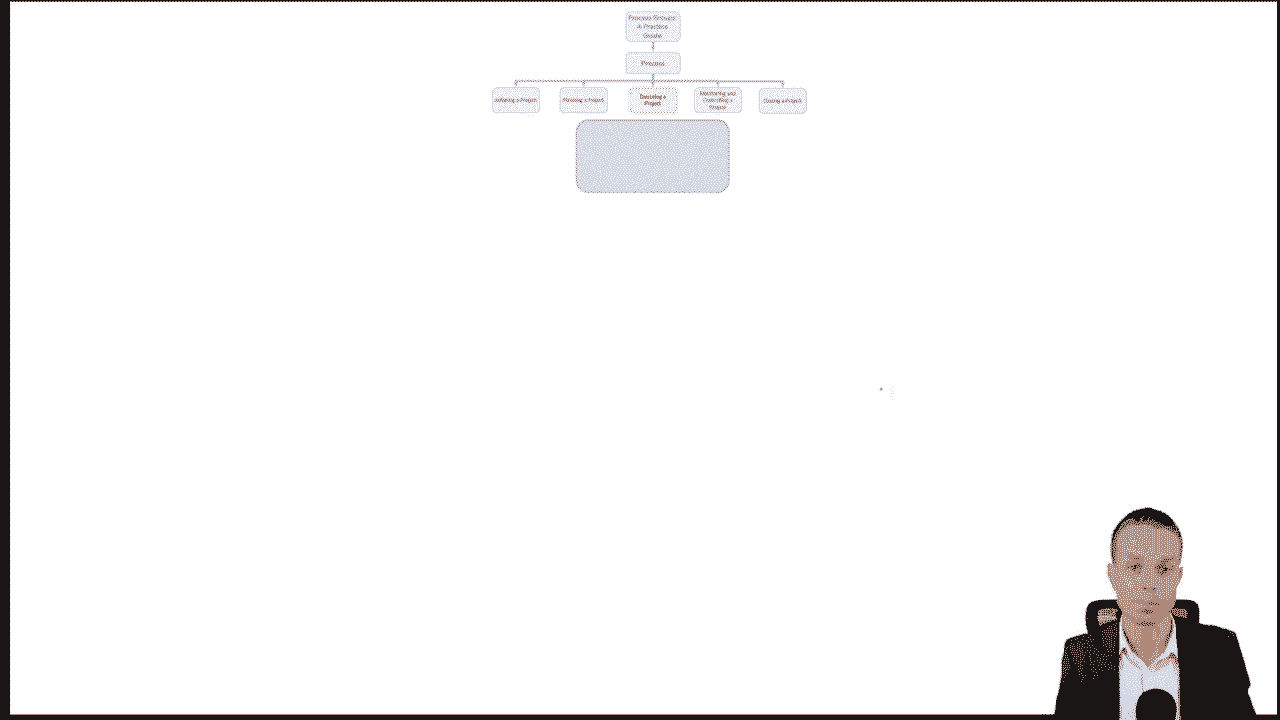 Process Groups:
A Practice
Guide
Process
Initiating a Project
Planning a Project
Executing a
Project
Monitoring and
Controlling a
Project
Closing a Project